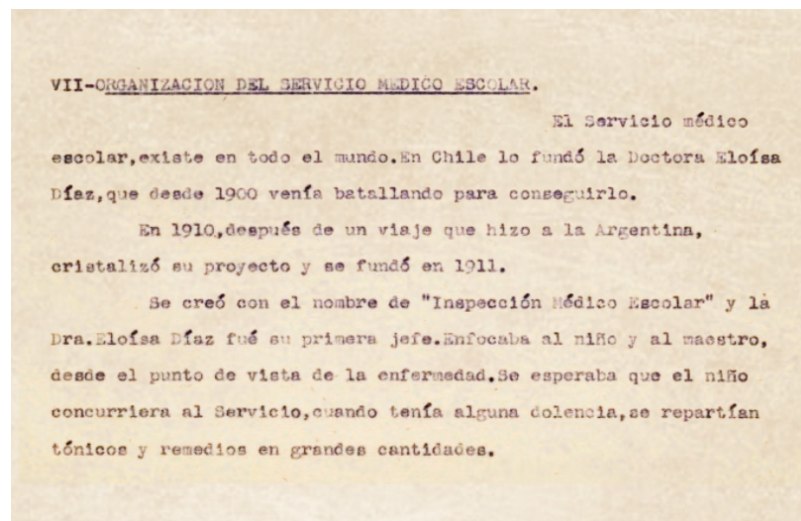 VII-ORGANIZACION DEL SERVICIO MEDICO ESCOLAR.
El Servicio médico
escolar,existe en todo el mundo.En Chile lo fundó la Doctora Eloísa
Díaz,que desde 1900 venía batallando para conseguirlo.
En 1910,después de un viaje que hizo a la Argentina,
cristalizó su proyecto y se fundó en 1911.
Se creó con el nombre de "Inspección Médico Escolar" y la
Dra.Eloísa Díaz fué su primera jefe.Enfocaba al niño y al maestro,
desde el punto de vista de la enfermedad.Se esperaba que el niño
concurriera al Servicio,cuando tenía alguna dolencia,se repartían
tónicos y remedios en grandes cantidades.